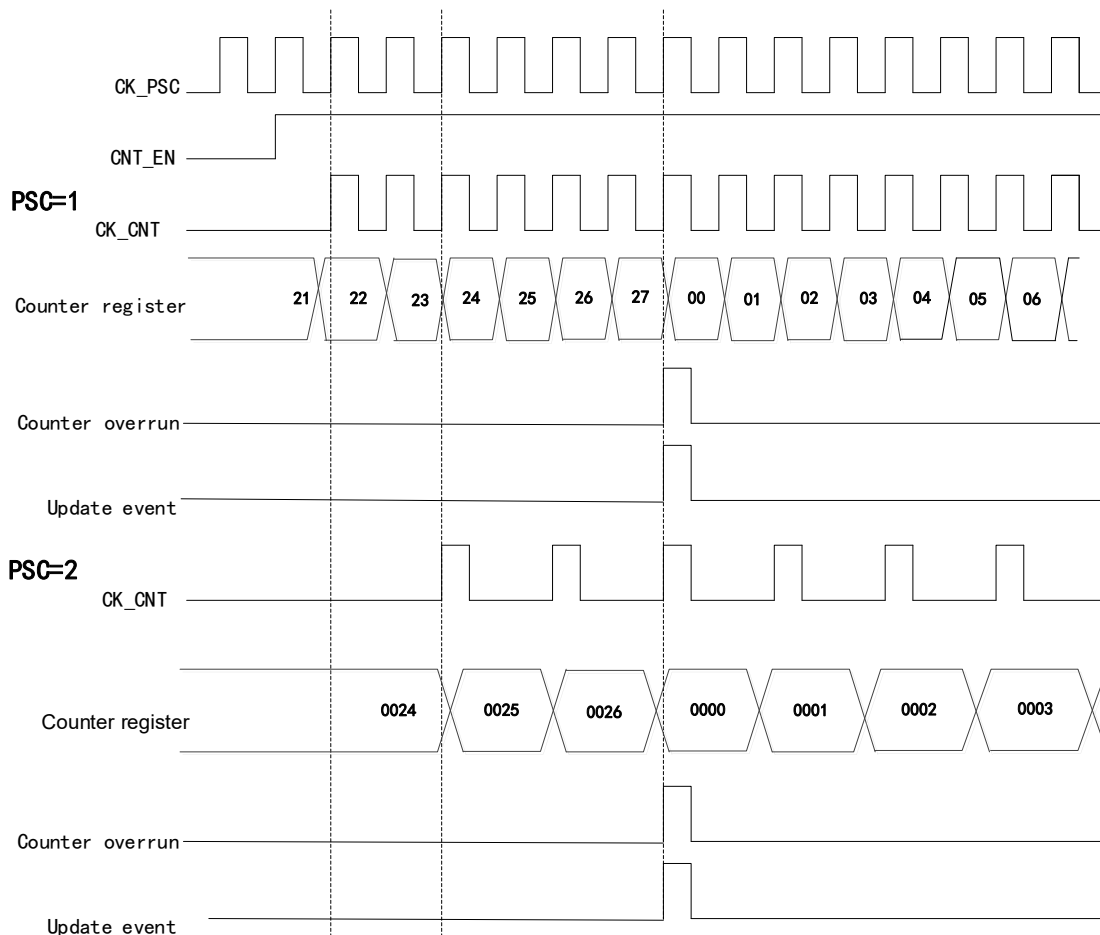 CK_PSC
CNT_EN
PSC=1
CK_CNT
Counter register 21 22 23 24 25 26 27 00 01 02 03 04 05 06
Counter overrun
Update event
PSC=2
CK_CNT
Counter register 0024 0025 0026 0000 0001 0002 0003
Counter overrun
Update event